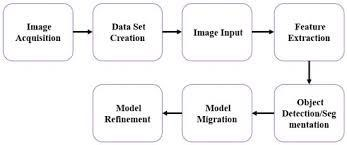 Image
Acquisition
Data Set
Creation
Image Input
Feature
Extraction
Object
Detection/Seg
mentation
Model
Migration
Model
Refinement